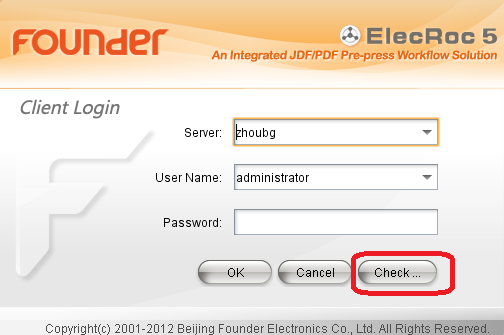 FOUNDER
ElecRoc 5
An Integrated JDF/PDF Pre-press Workflow Solution
Client Login
Server: zhoubg
User Name: administrator
Password:
OK Cancel Check ...
Copyright(c) 2001-2012 Beijing Founder Electronics Co., Ltd. All Rights Reserved.